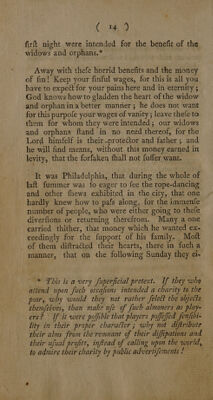 ( 14 )
first night were intended for the benefit of the
widows and orphans.*
Away with these horrid benefits and the money
of sin! Keep your sinful wages, for this is all you
have to expect for your pains here and in eternity;
God knows how to gladden the heart of the widow
and orphan in a better manner; he does not want
for this purpose your wages of vanity; leave these to
them for whom they were intended; our widows
and orphans stand in no need thereof, for the
Lord himself is their protector and father; and
he will find means, without this money earned in
levity, that the forsaken shall not suffer want.
It was Philadelphia, that during the whole of
last summer was so eager to see the rope-dancing
and other shews exhibited in the city, that one
hardly knew how to pass along, for the immense
number of people, who were either going to these
diversions or returning therefrom. Many a one
carried thither, that money which he wanted ex-
ceedingly for the support of his family. Most
of them distracted their hearts, there in such a
manner, that on the following Sunday they ei-
* This is a very superficial pretext. If they who
attend upon such occasions intended a charity to the
poor, why would they not rather select the objects
themselves, than make use of such almoners as play-
ers? If it were possible that players possessed sensibi-
lity in their proper character; why not distribute
their alms from the remnant of their dissipations and
their usual profit, instead of calling upon the world,
to admire their charity by public advertisements!